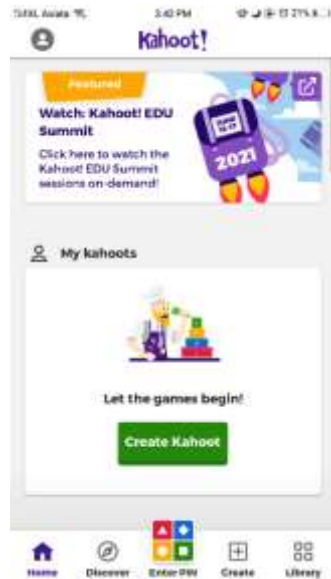 3:42 PM
Kahoot!
Featured
Watch: Kahoot! EDU
Summit
Click here to watch the
Kahoot! EDU Summit
sessions on-demand!
2021
My kahoots
Let the games begin!
Create Kahoot
Home
Discover
Enter PIN
Create
Library